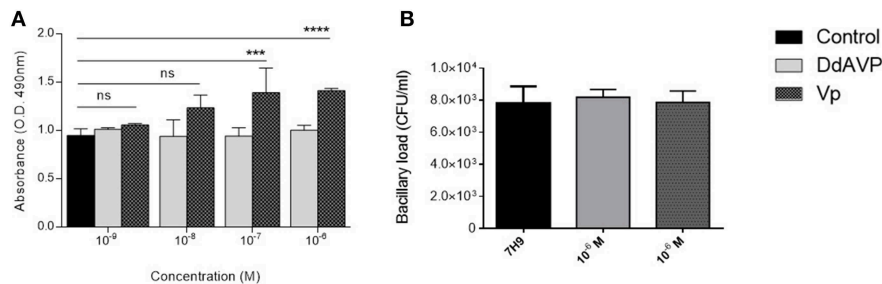 A
Absorbance (O.D. 490nm)
2.0
1.5
1.0
0.5
0.0
****
***
ns
ns
10⁻⁹
10⁻⁸
10⁻⁷
10⁻⁶
Concentration (M)
B
Bacillary load (CFU/ml)
1.0×10⁴
8.0×10³
6.0×10³
4.0×10³
2.0×10³
0
7H9
10⁻⁶ M
10⁻⁶ M
Control
DdAVP
Vp